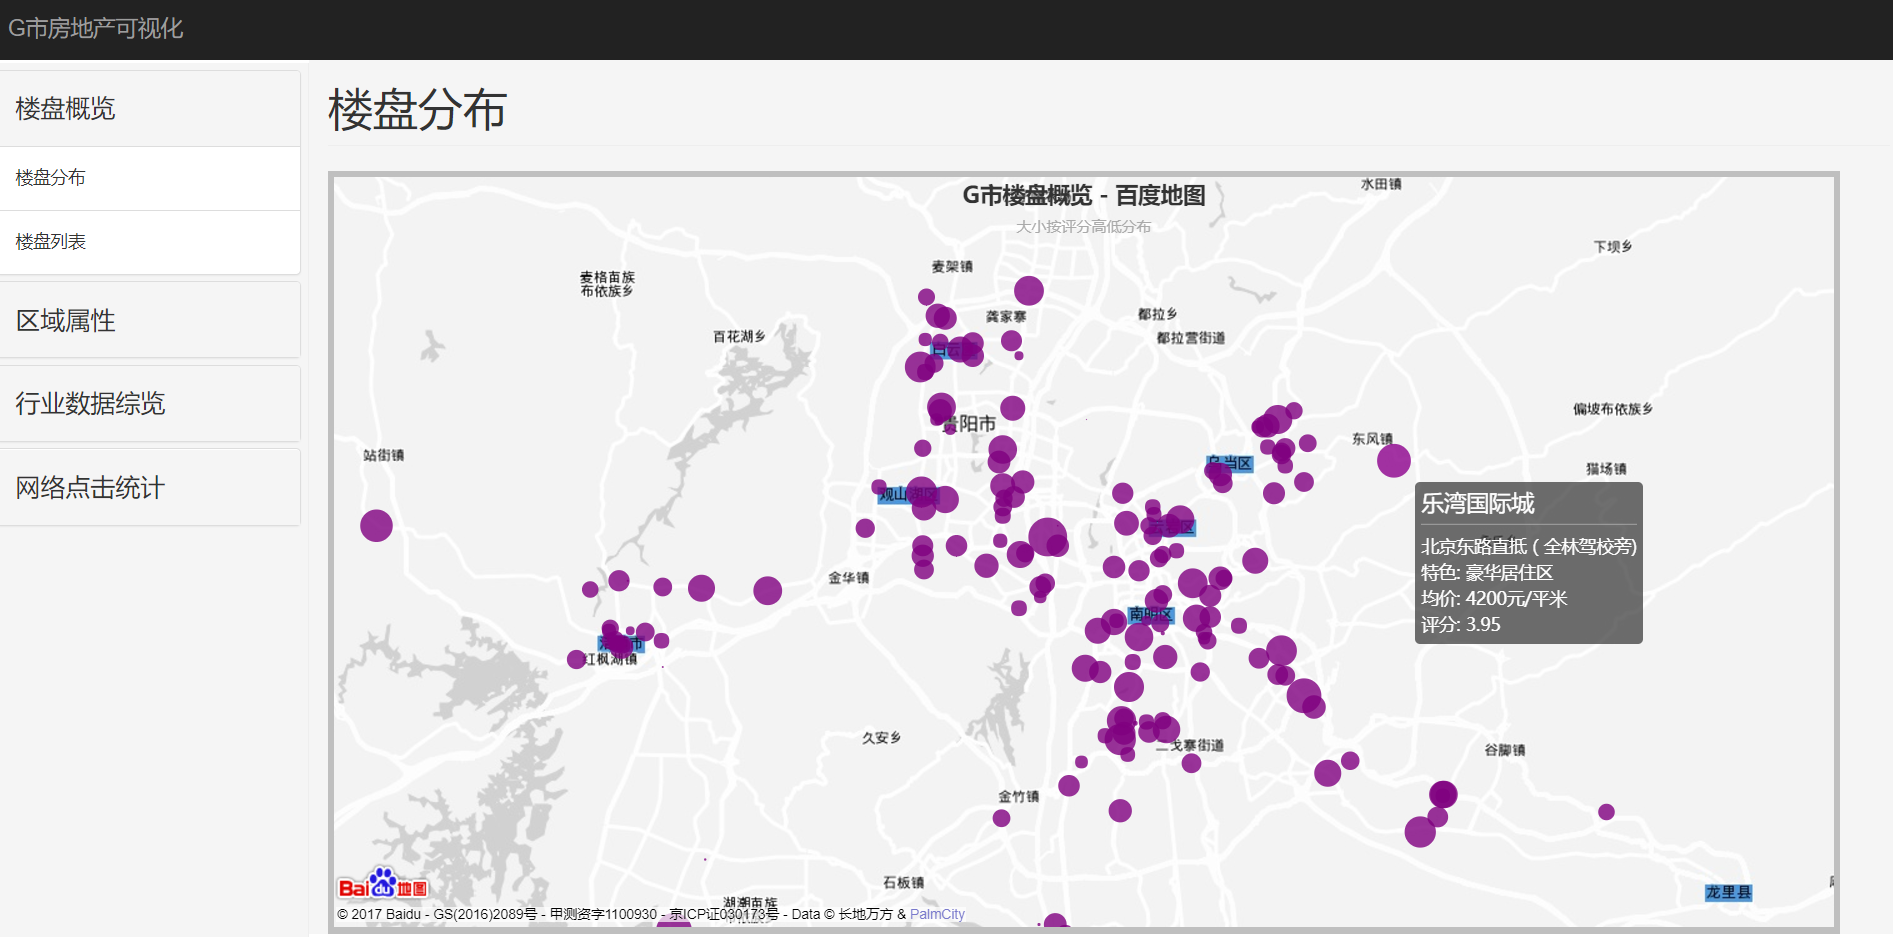 G市房地产可视化
楼盘概览
楼盘分布
楼盘列表
区域属性
行业数据综览
网络点击统计
楼盘分布
G市楼盘概览 - 百度地图
大小按评分高低分布
水田镇
下坝乡
麦架镇
麦格苗族
布依族乡
龚家寨
都拉乡
都拉营街道
百花湖乡
白云
偏坡布依族乡
贵阳市
东风镇
站街镇
乌当区
猫场镇
观山湖区
云岩区
乐湾国际城
北京东路直抵 ( 全林驾校旁)
特色: 豪华居住区
均价: 4200元/平米
评分: 3.95
金华镇
南明区
市
红枫湖镇
久安乡
二戈寨街道
谷脚镇
金竹镇
石板镇
龙里县
湖潮苗族
Bai du 地图
© 2017 Baidu - GS(2016)2089号 - 甲测资字1100930 - 京ICP证030173号 - Data © 长地万方 & PalmCity